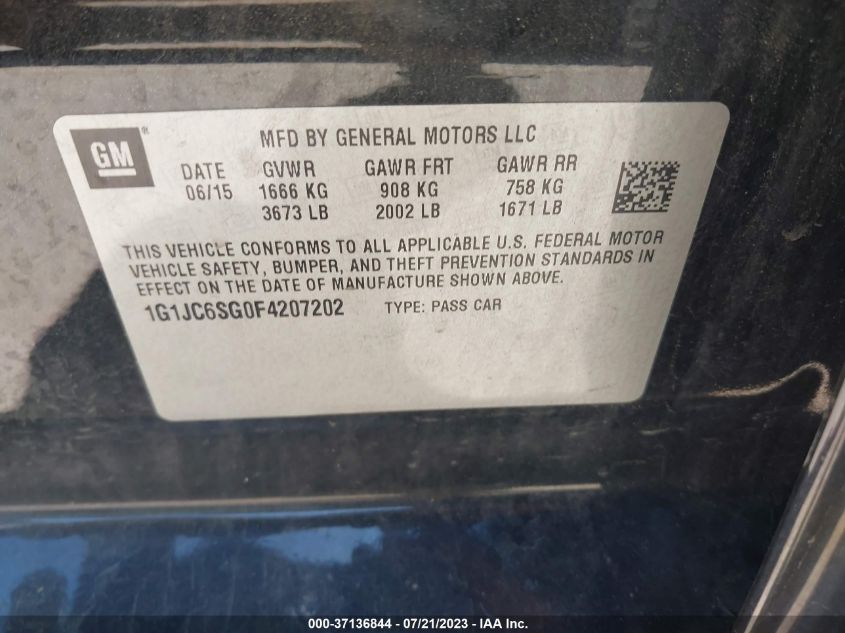 GM®
MFD BY GENERAL MOTORS LLC
DATE GVWR GAWR FRT GAWR RR
06/15 1666 KG 908 KG 758 KG
3673 LB 2002 LB 1671 LB
THIS VEHICLE CONFORMS TO ALL APPLICABLE U.S. FEDERAL MOTOR
VEHICLE SAFETY, BUMPER, AND THEFT PREVENTION STANDARDS IN
EFFECT ON THE DATE OF MANUFACTURE SHOWN ABOVE.
1G1JC6SG0F4207202 TYPE: PASS CAR
000-37136844 - 07/21/2023 - IAA Inc.